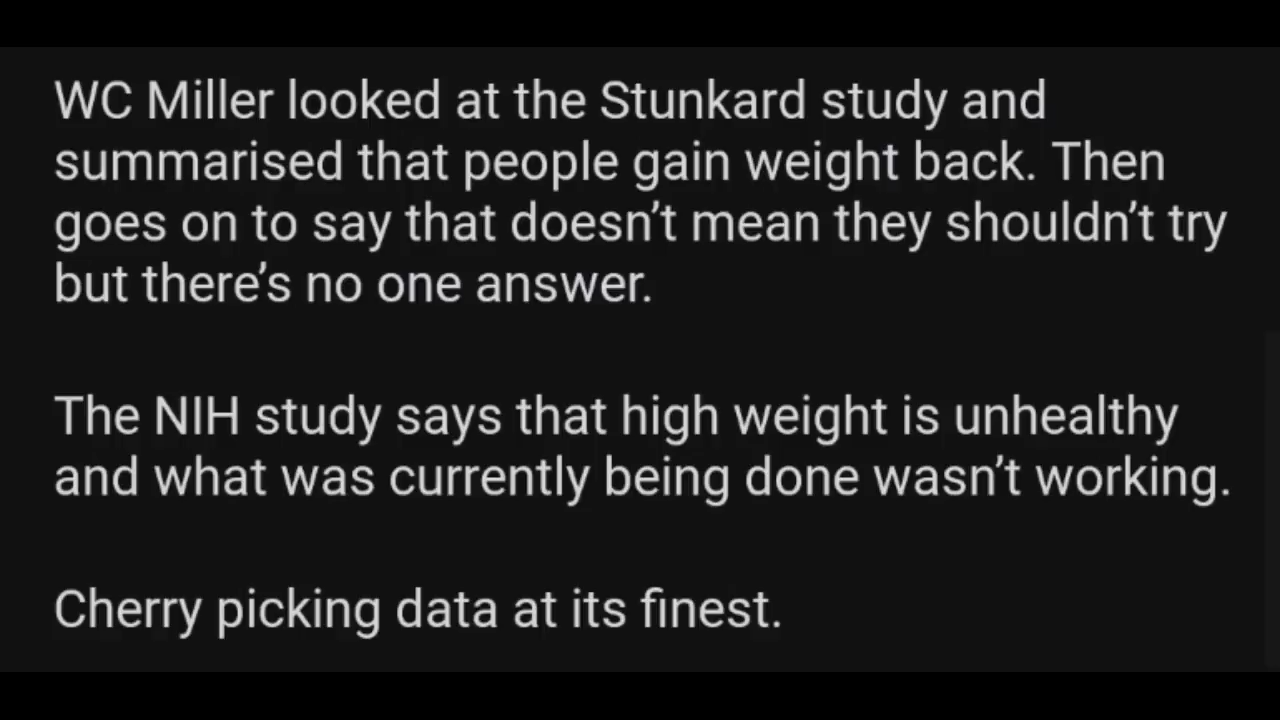 WC Miller looked at the Stunkard study and
summarised that people gain weight back. Then
goes on to say that doesn’t mean they shouldn’t try
but there’s no one answer.
The NIH study says that high weight is unhealthy
and what was currently being done wasn’t working.
Cherry picking data at its finest.